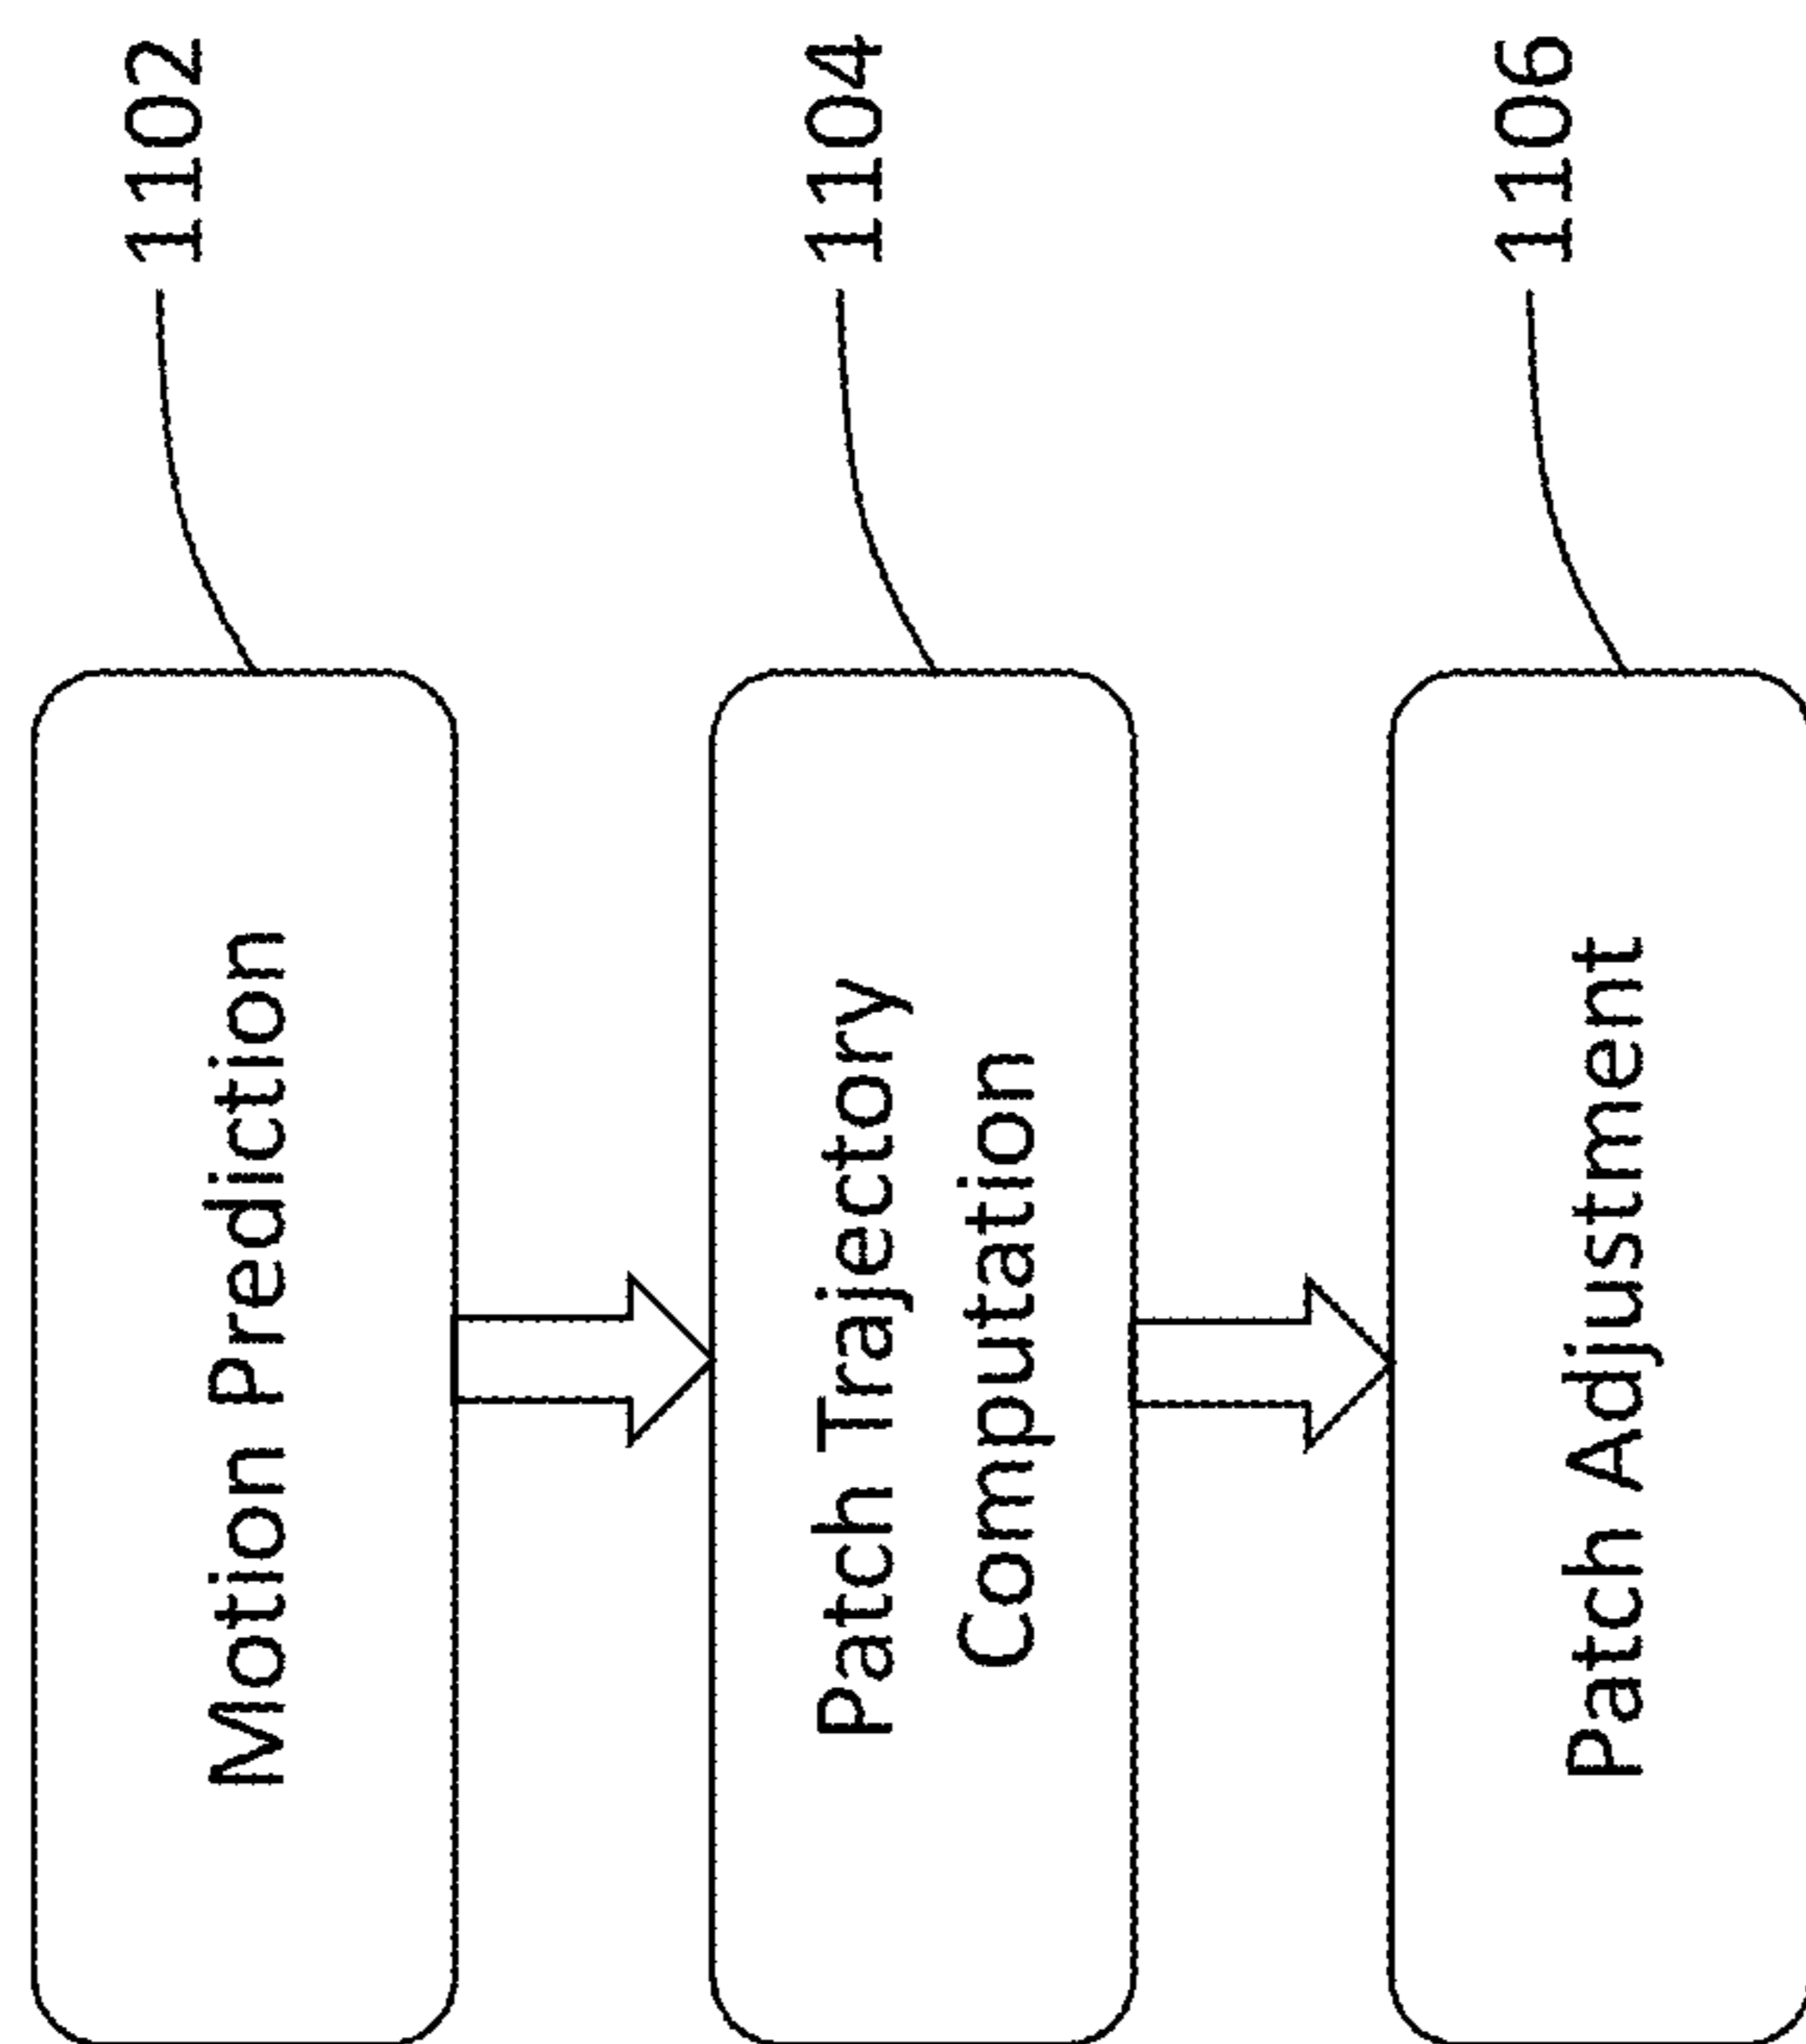 Motion Prediction
1102
Patch Trajectory
Computation
1104
Patch Adjustment
1106